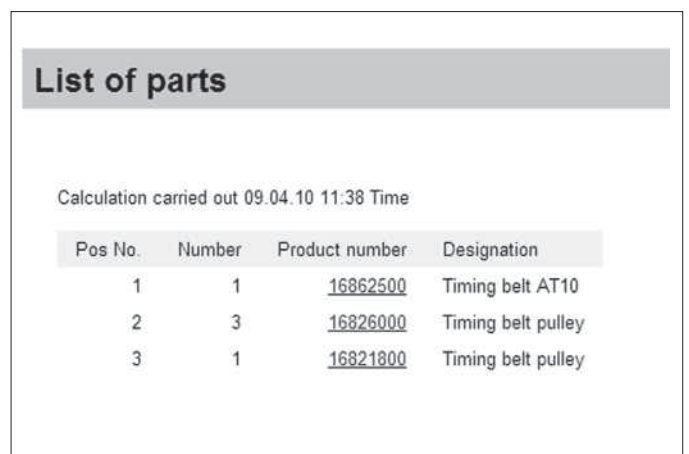 List of parts
Calculation carried out 09.04.10 11:38 Time
Pos No. Number Product number Designation
1 1 16862500 Timing belt AT10
2 3 16826000 Timing belt pulley
3 1 16821800 Timing belt pulley